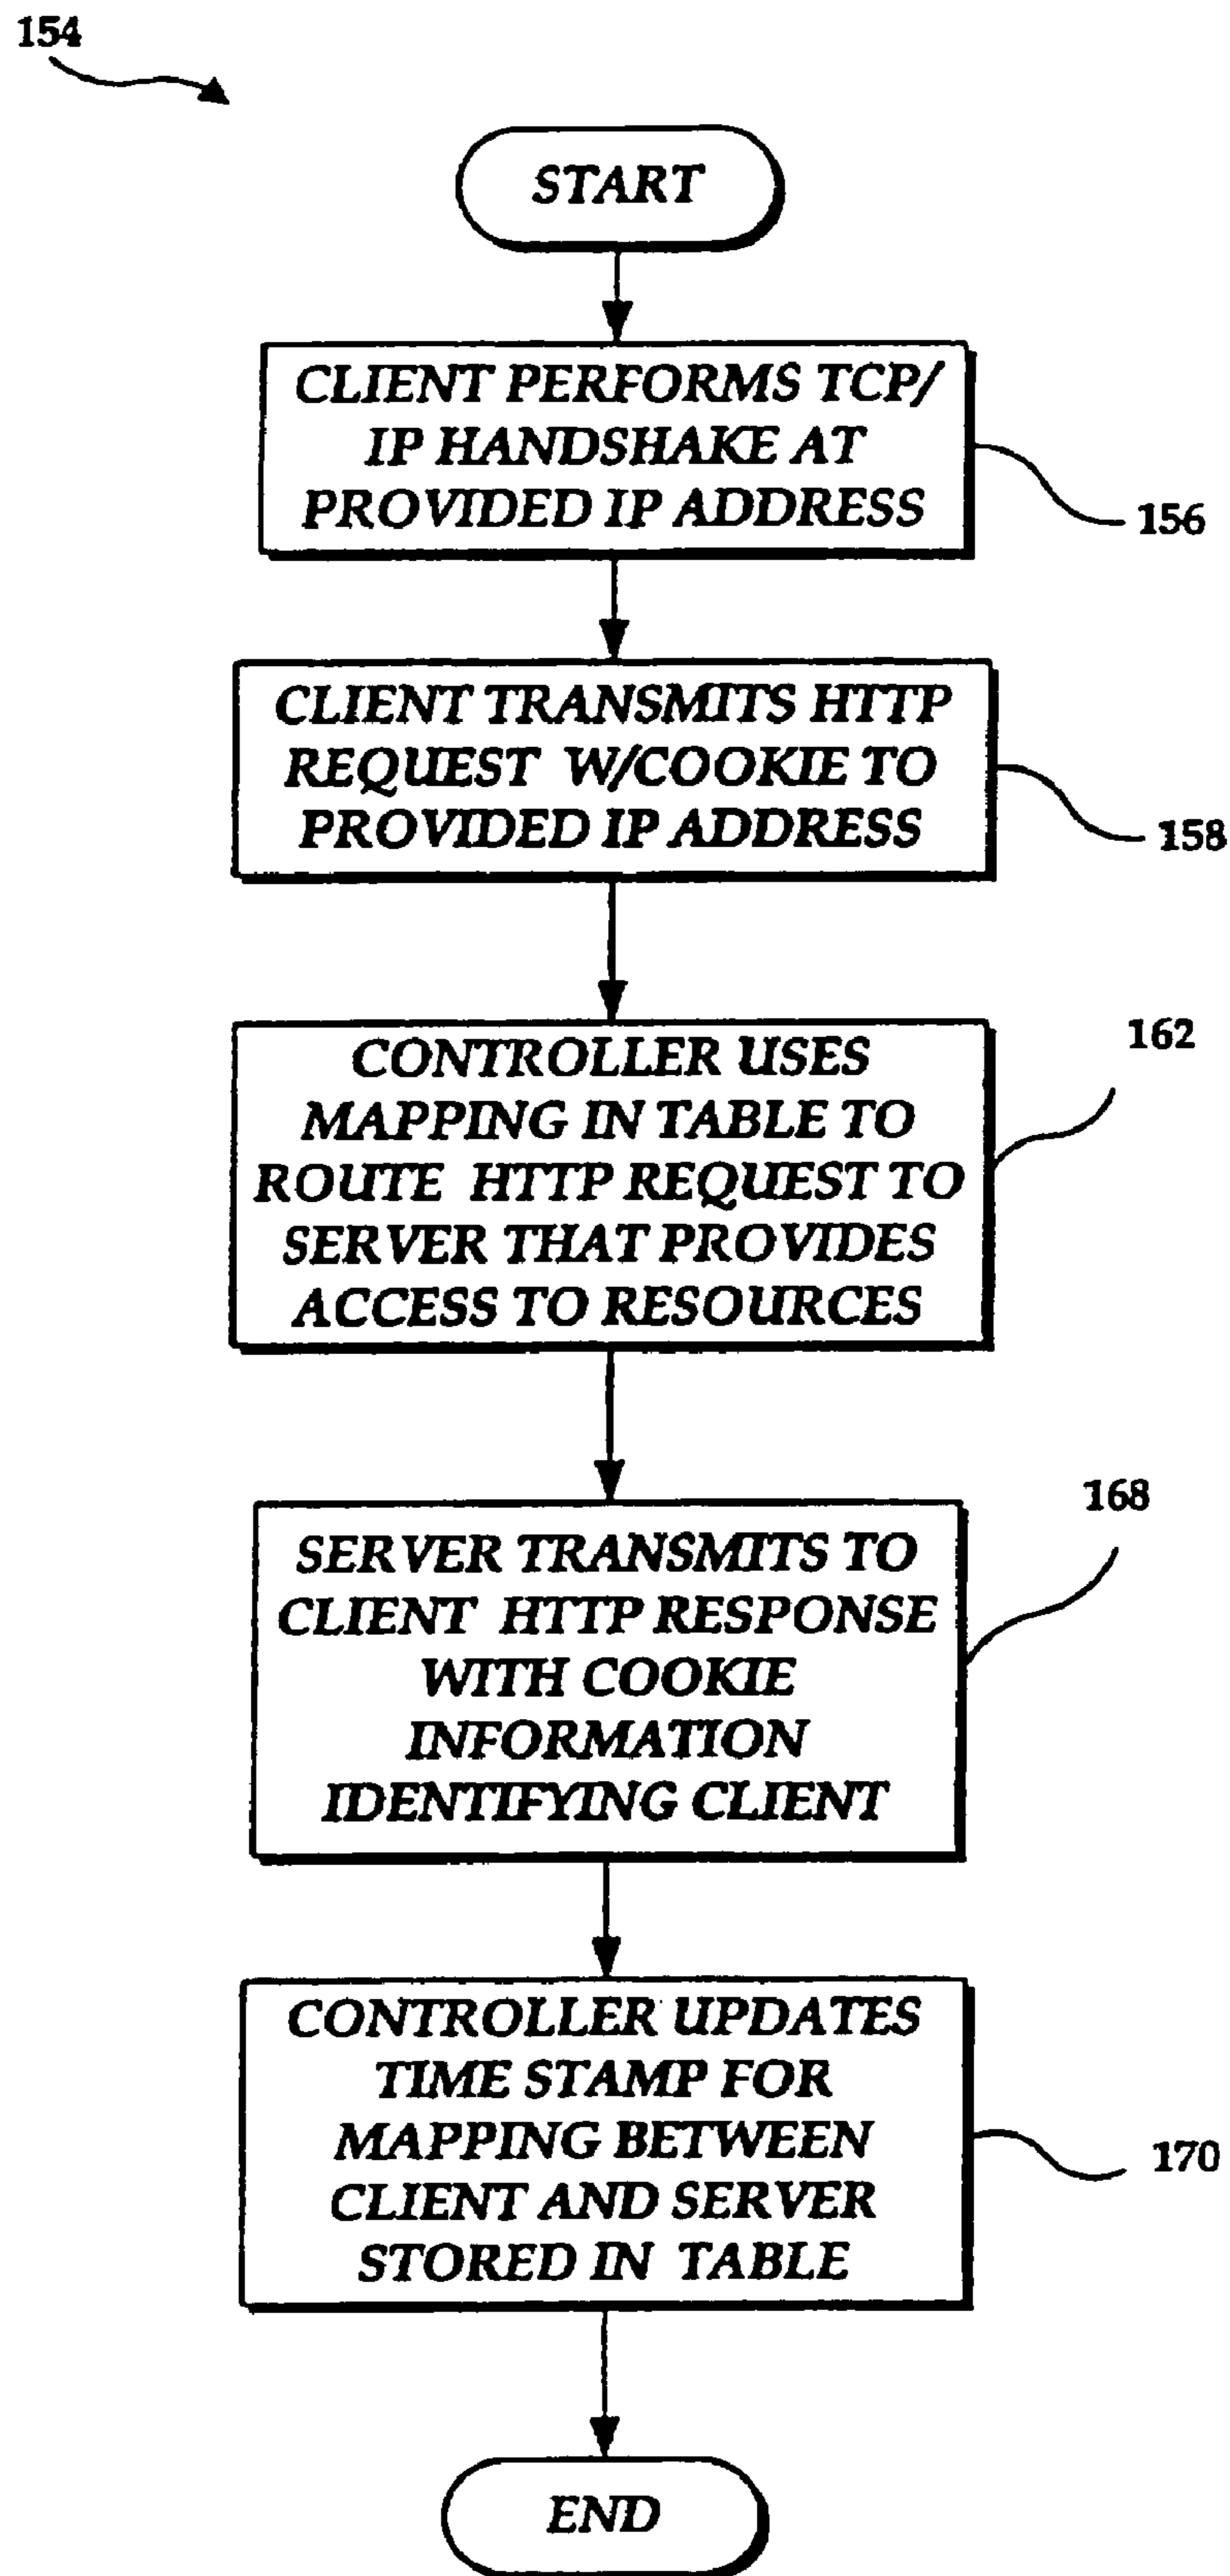 154
START
CLIENT PERFORMS TCP/
IP HANDSHAKE AT
PROVIDED IP ADDRESS
156
CLIENT TRANSMITS HTTP
REQUEST W/COOKIE TO
PROVIDED IP ADDRESS
158
CONTROLLER USES
MAPPING IN TABLE TO
ROUTE HTTP REQUEST TO
SERVER THAT PROVIDES
ACCESS TO RESOURCES
162
SERVER TRANSMITS TO
CLIENT HTTP RESPONSE
WITH COOKIE
INFORMATION
IDENTIFYING CLIENT
168
CONTROLLER UPDATES
TIME STAMP FOR
MAPPING BETWEEN
CLIENT AND SERVER
STORED IN TABLE
170
END